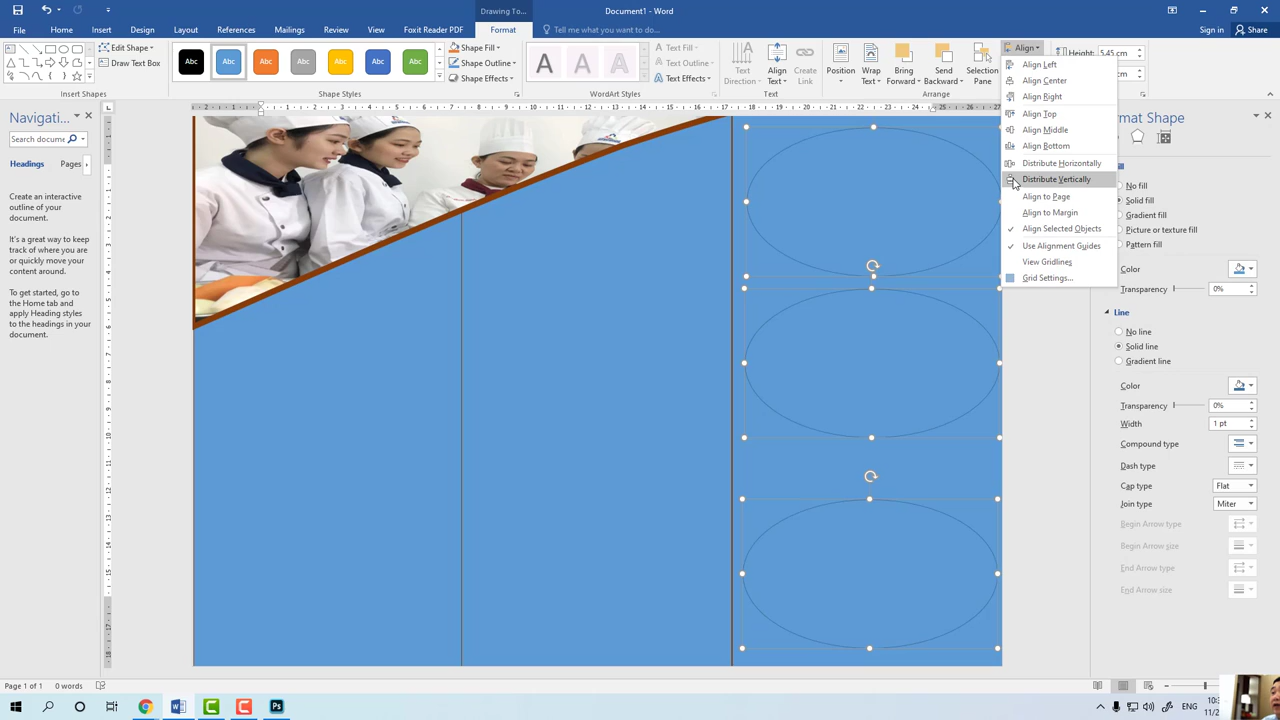 Drawing To...
Document1 - Word
File
Home
Insert
Design
Layout
References
Mailings
Review
View
Foxit Reader PDF
Format
Tell me what you want to do...
Sign in
Share
Edit Shape
Draw Text Box
Insert Shapes
Abc Abc Abc Abc Abc Abc Abc
Shape Fill
Shape Outline
Shape Effects
Shape Styles
A A A
Text Fill
Text Outline
Text Effects
WordArt Styles
Text Direction
Align Text
Create Link
Text
Position
Wrap Text
Bring Forward
Send Backward
Selection Pane
Arrange
Align
Height: 5.45 cm
Align Left
Align Center
Align Right
Align Top
Align Middle
Align Bottom
Distribute Horizontally
Distribute Vertically
Align to Page
Align to Margin
Align Selected Objects
Use Alignment Guides
View Gridlines
Grid Settings...
Navigati...
Search docume
Headings
Pages
Create an interactive
outline of your
document.
It's a great way to keep
track of where you are
or quickly move your
content around.
To get started, go to
the Home tab and
apply Heading styles
to the headings in your
document.
rmat Shape
No fill
Solid fill
Gradient fill
Picture or texture fill
Pattern fill
Color
Transparency 0%
Line
No line
Solid line
Gradient line
Color
Transparency 0%
Width 1 pt
Compound type
Dash type
Cap type Flat
Join type Miter
Begin Arrow type
Begin Arrow size
End Arrow type
End Arrow size
Page 1 of 1
0 words
Ps
ENG